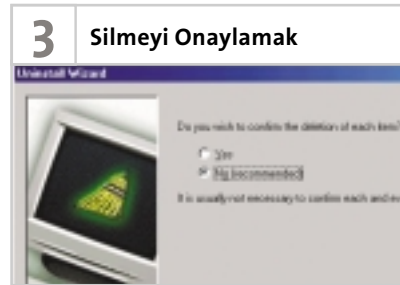 3
Silmeyi Onaylamak
Uninstall Wizard
Do you wish to confirm the deletion of each item?
Yes
No (recommended)
It is usually not necessary to confirm each and